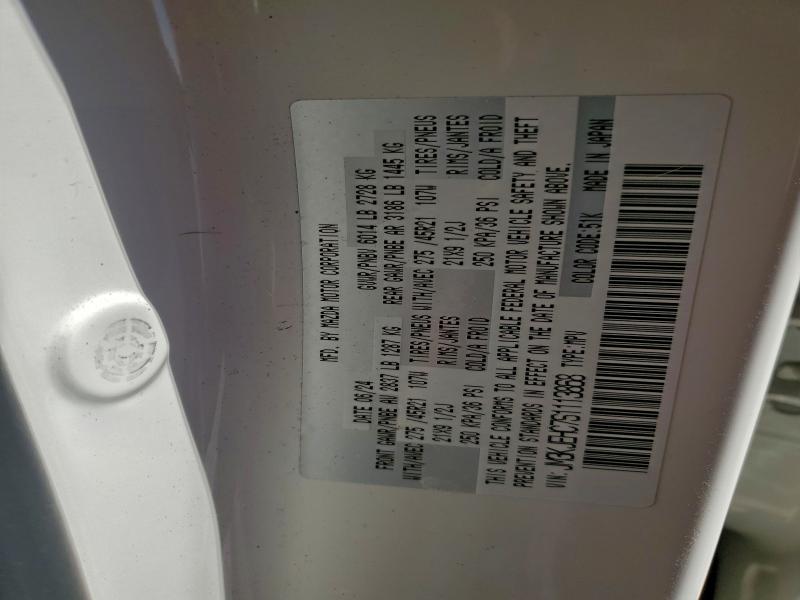 MFD. BY MAZDA MOTOR CORPORATION
DATE 06/24 GVWR/PNBV 6014 LB 2728 KG
FRONT GAWR/PNBE AV 2837 LB 1287 KG REAR GAWR/PNBE AR 3186 LB 1445 KG
WITH/AVEC 275 /45R21 107W TIRES/PNEUS WITH/AVEC 275 /45R21 107W TIRES/PNEUS
21X9 1/2J RIMS/JANTES 21X9 1/2J RIMS/JANTES
250 KPA/36 PSI COLD/A FROID 250 KPA/36 PSI COLD/A FROID
THIS VEHICLE CONFORMS TO ALL APPLICABLE FEDERAL MOTOR VEHICLE SAFETY, AND THEFT
PREVENTION STANDARDS IN EFFECT ON THE DATE OF MANUFACTURE SHOWN ABOVE.
VIN: JM3KJEHC7S1113868 TYPE:MPV
COLOR CODE:51K MADE IN JAPAN